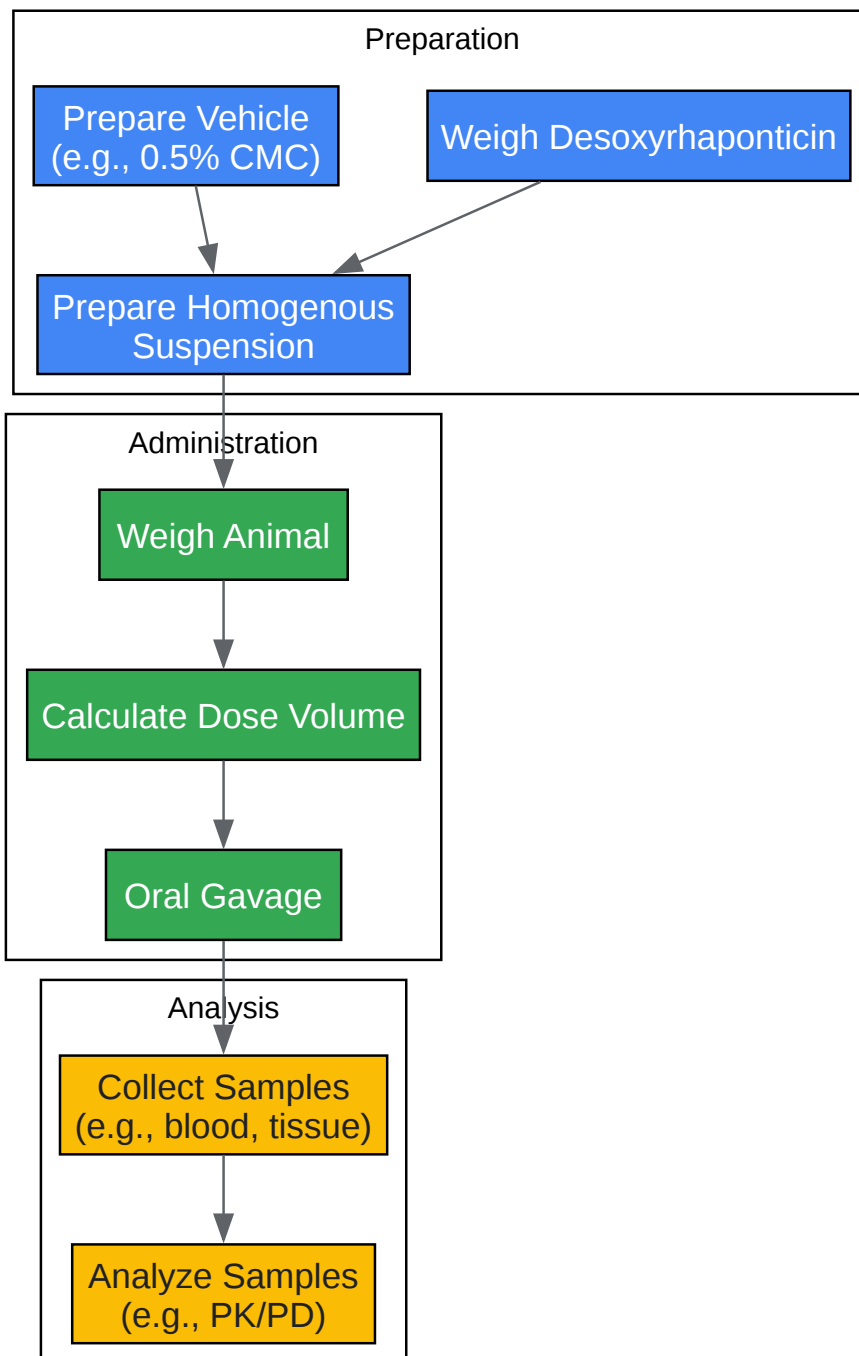 Preparation
Prepare Vehicle
(e.g., 0.5% CMC)
Weigh Desoxyrhaponticin
Prepare Homogenous
Suspension
Administration
Weigh Animal
Calculate Dose Volume
Oral Gavage
Analysis
Collect Samples
(e.g., blood, tissue)
Analyze Samples
(e.g., PK/PD)